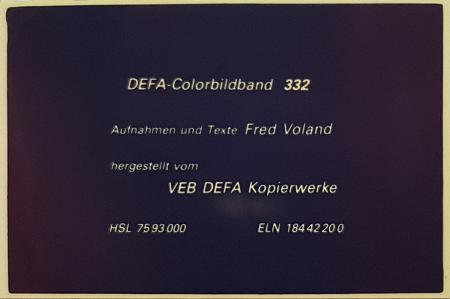 DEFA-Colorbildband 332
Aufnahmen und Texte Fred Voland
hergestellt vom
VEB DEFA Kopierwerke
HSL 7593000 ELN 18442200